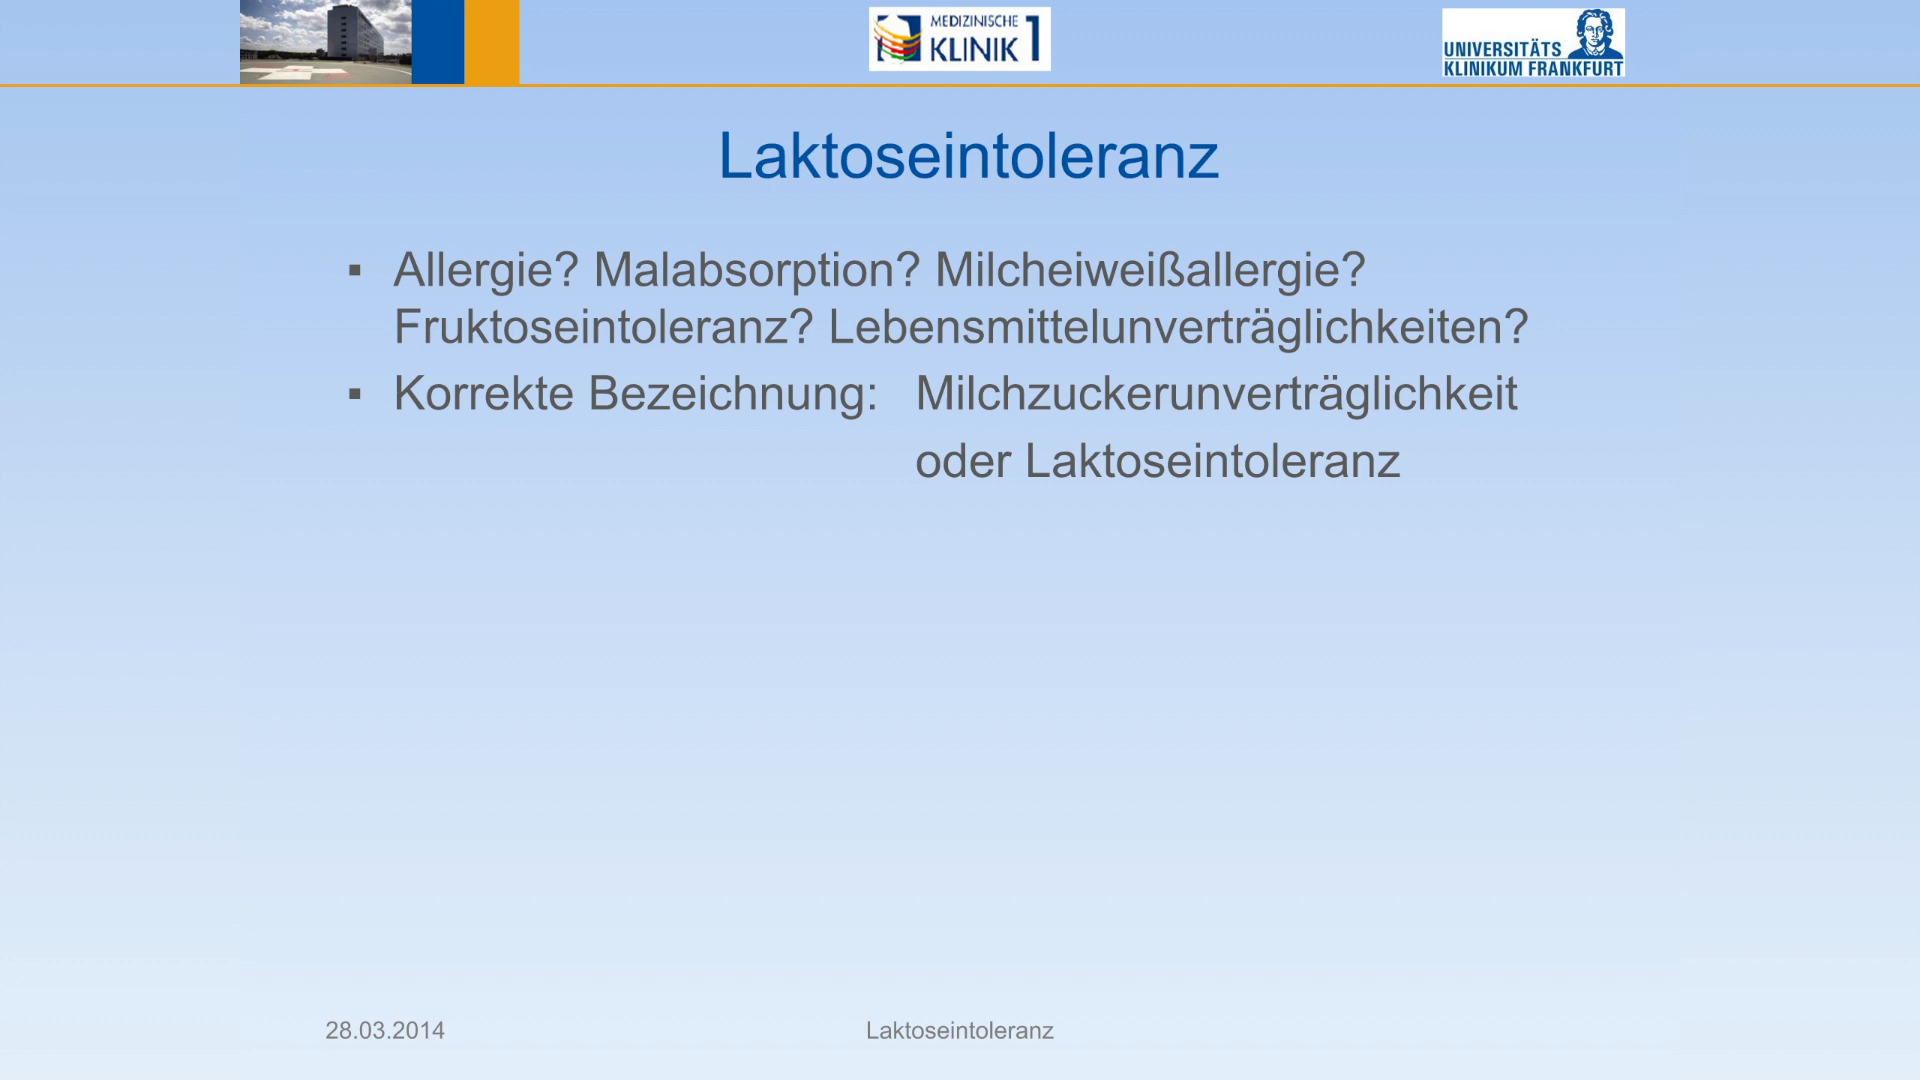 MEDIZINISCHE
KLINIK 1
UNIVERSITÄTS
KLINIKUM FRANKFURT
Laktoseintoleranz
▪ Allergie? Malabsorption? Milcheiweißallergie?
Fruktoseintoleranz? Lebensmittelunverträglichkeiten?
▪ Korrekte Bezeichnung: Milchzuckerunverträglichkeit
oder Laktoseintoleranz
28.03.2014 Laktoseintoleranz